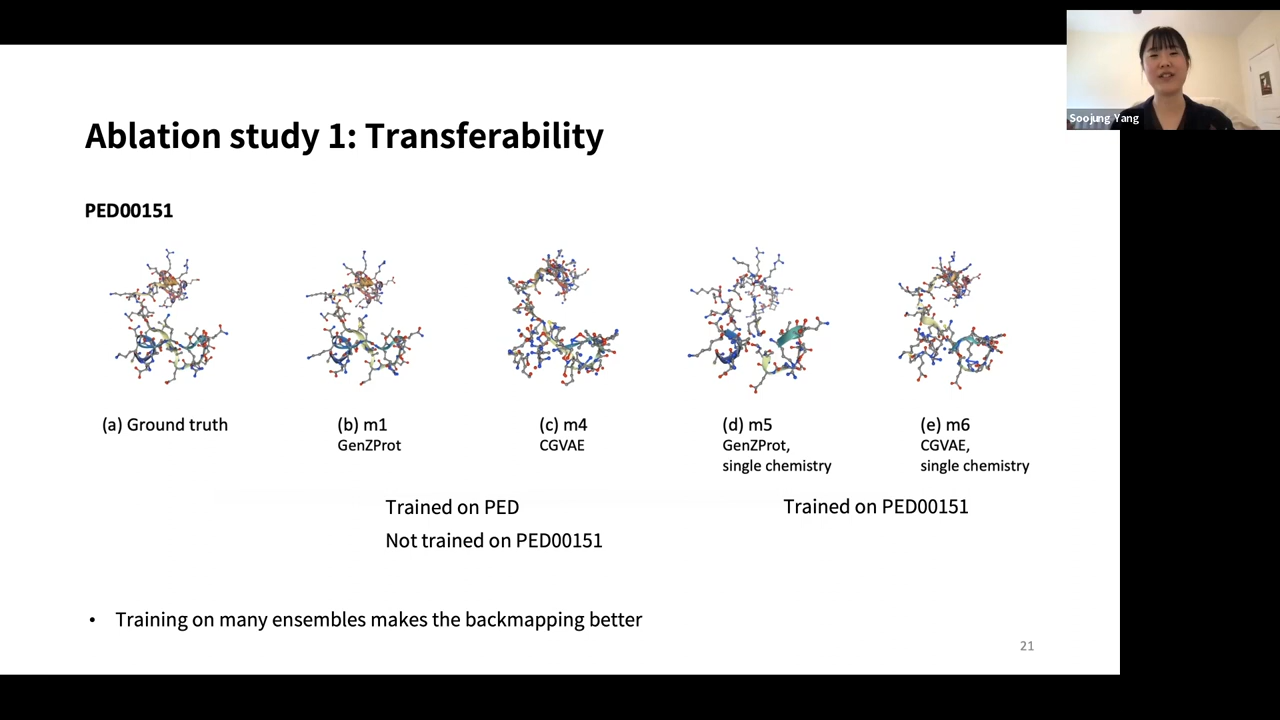 Soojung Yang
Ablation study 1: Transferability
PED00151
(a) Ground truth
(b) m1
GenZProt
(c) m4
CGVAE
(d) m5
GenZProt,
single chemistry
(e) m6
CGVAE,
single chemistry
Trained on PED
Not trained on PED00151
Trained on PED00151
• Training on many ensembles makes the backmapping better
21